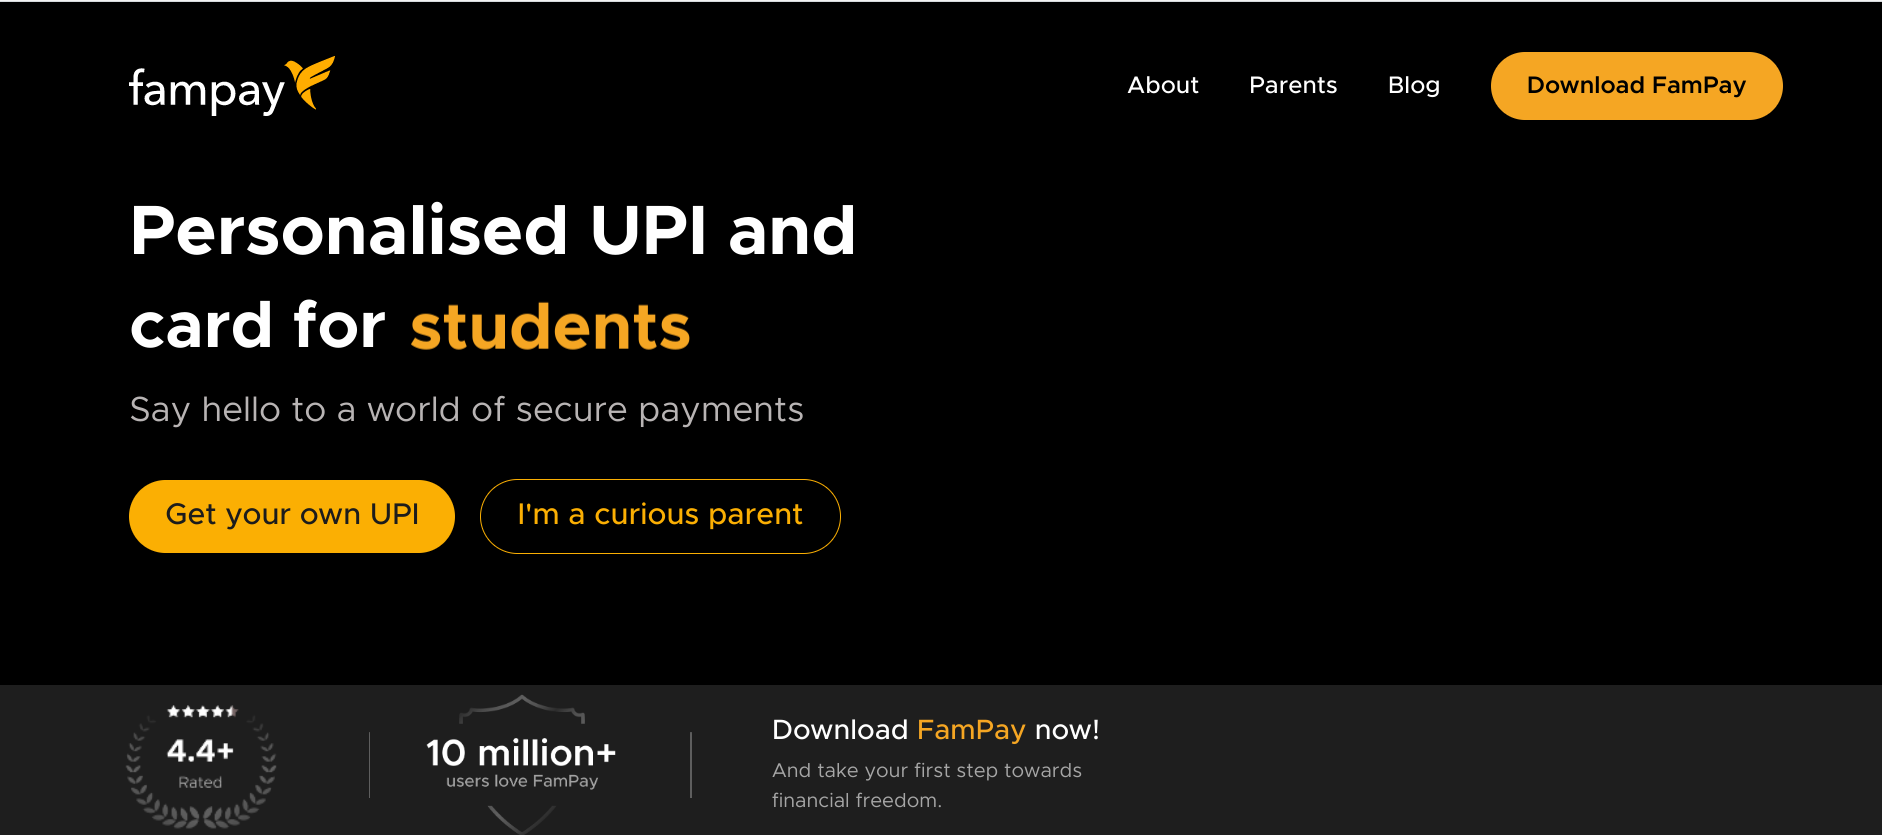 fampay
About
Parents
Blog
Download FamPay
Personalised UPI and
card for students
Say hello to a world of secure payments
Get your own UPI
I'm a curious parent
4.4+
Rated
10 million+
users love FamPay
Download FamPay now!
And take your first step towards
financial freedom.